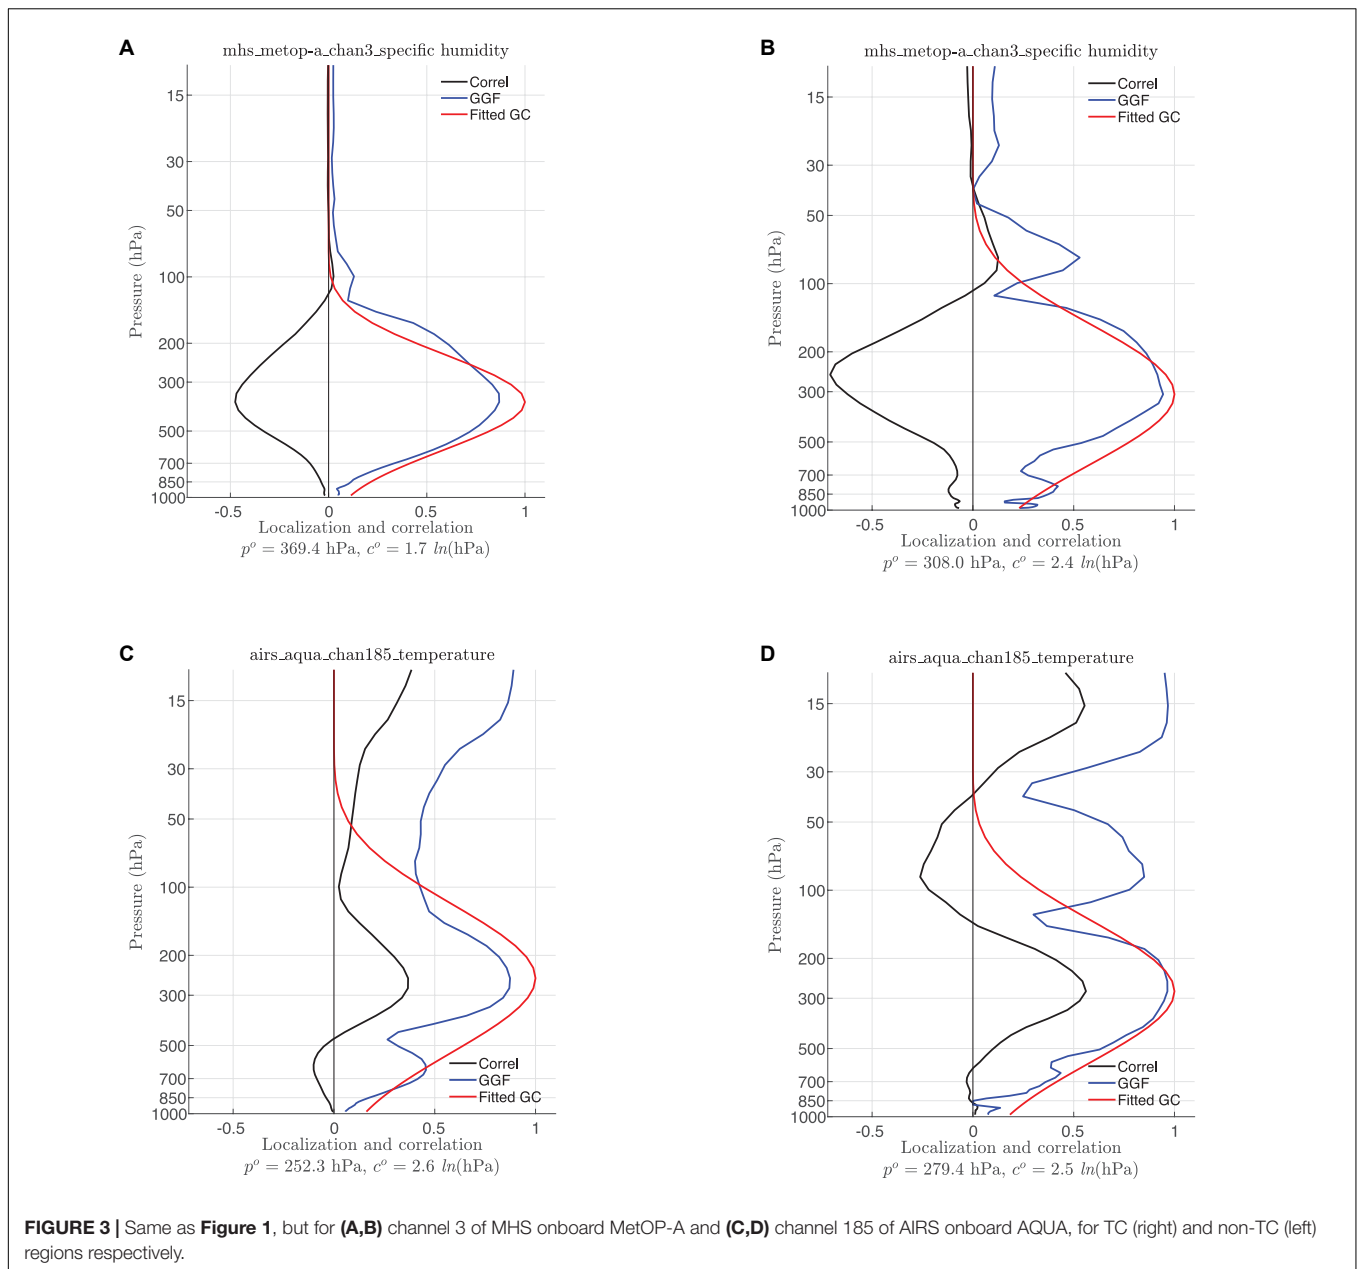 A
mhs_metop-a_chan3_specific humidity
Correl
GGF
Fitted GC
15
30
50
100
200
300
500
700
850
1000
Pressure (hPa)
-0.5 0 0.5 1
Localization and correlation
p^o = 369.4 hPa, c^o = 1.7 ln(hPa)
B
mhs_metop-a_chan3_specific humidity
Correl
GGF
Fitted GC
15
30
50
100
200
300
500
700
850
1000
Pressure (hPa)
-0.5 0 0.5 1
Localization and correlation
p^o = 308.0 hPa, c^o = 2.4 ln(hPa)
C
airs_aqua_chan185_temperature
15
30
50
100
200
300
500
700
850
1000
Pressure (hPa)
Correl
GGF
Fitted GC
-0.5 0 0.5 1
Localization and correlation
p^o = 252.3 hPa, c^o = 2.6 ln(hPa)
D
airs_aqua_chan185_temperature
15
30
50
100
200
300
500
700
850
1000
Pressure (hPa)
Correl
GGF
Fitted GC
-0.5 0 0.5 1
Localization and correlation
p^o = 279.4 hPa, c^o = 2.5 ln(hPa)
FIGURE 3 | Same as Figure 1, but for (A,B) channel 3 of MHS onboard MetOP-A and (C,D) channel 185 of AIRS onboard AQUA, for TC (right) and non-TC (left)
regions respectively.